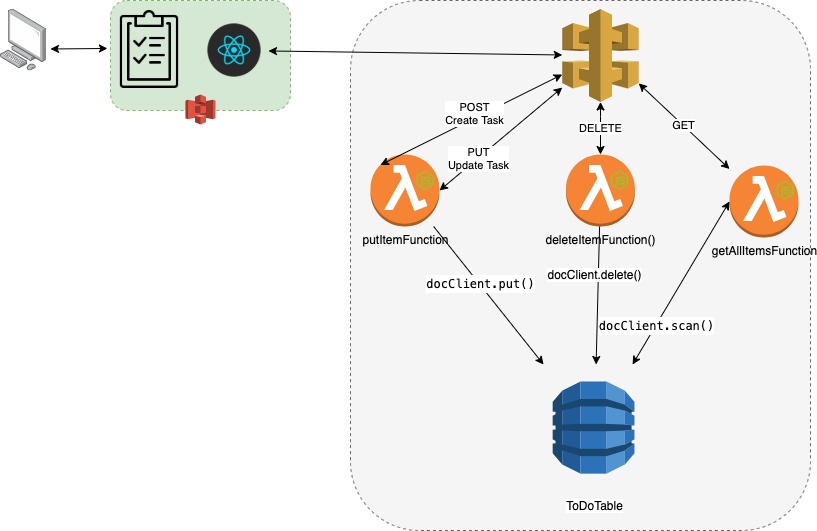 POST
Create Task
PUT
Update Task
DELETE
GET
putItemFunction
deleteItemFunction()
getAllItemsFunction
docClient.put()
docClient.delete()
docClient.scan()
ToDoTable